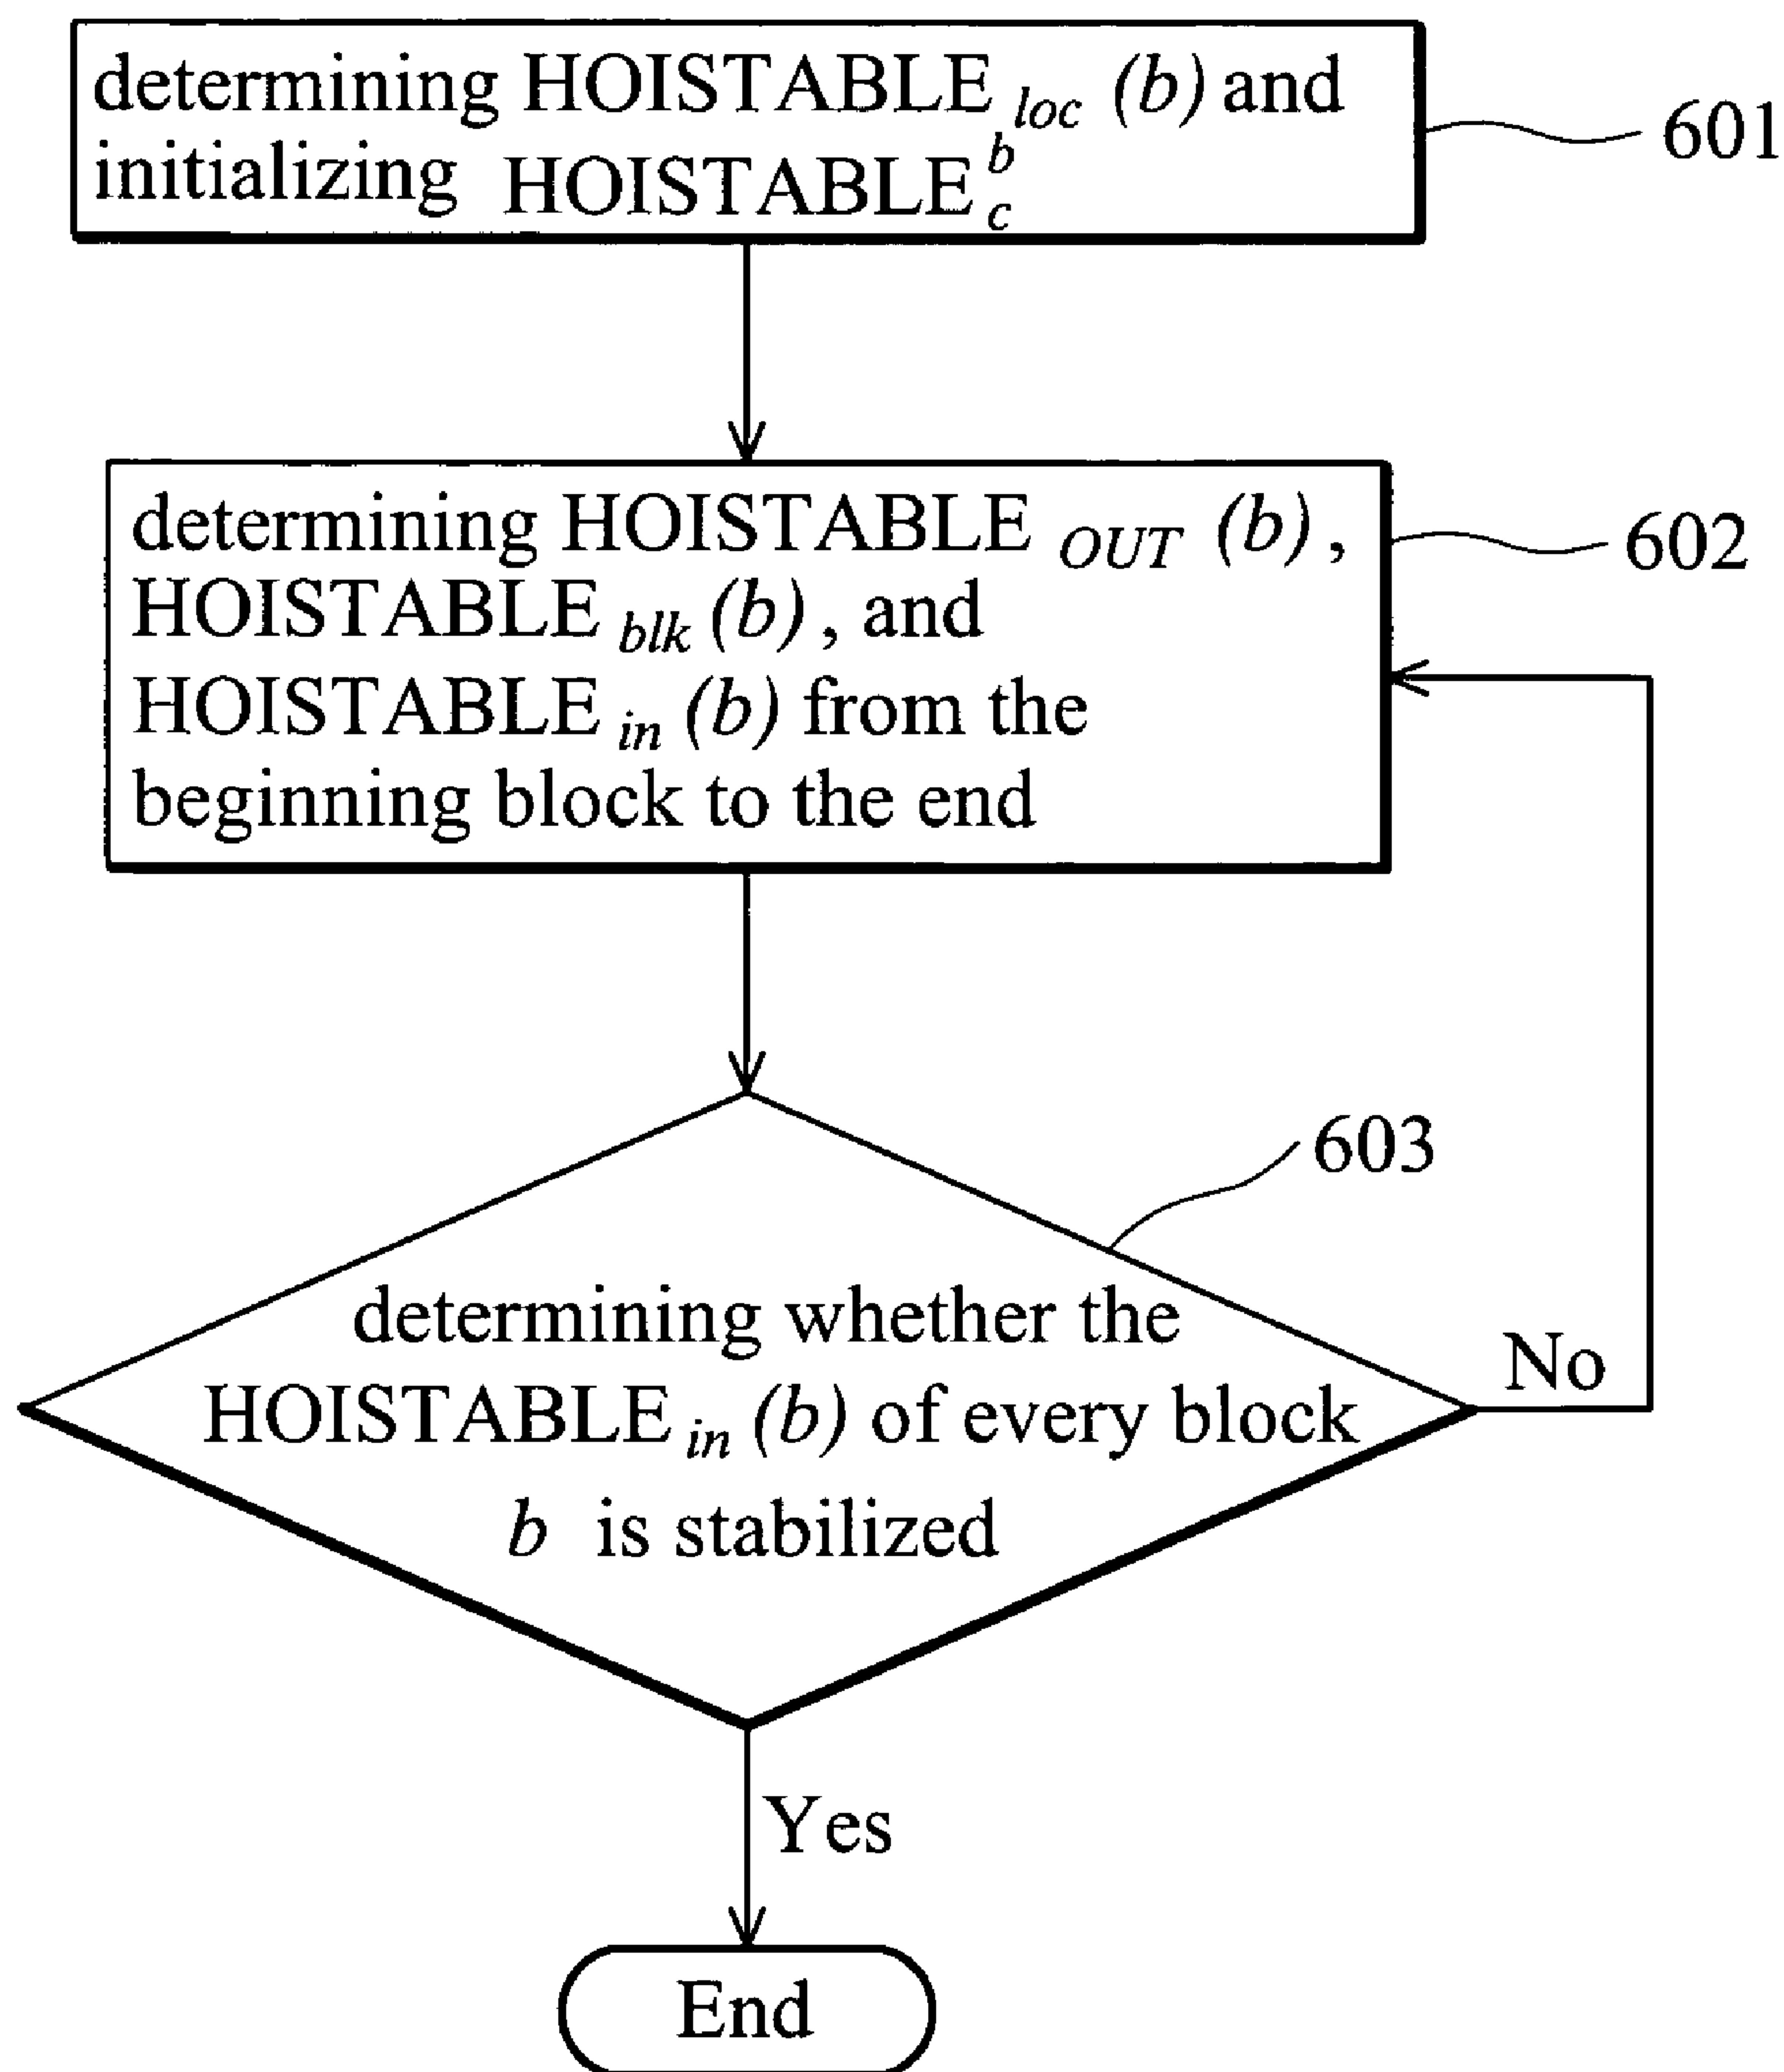 determining HOISTABLE loc (b) and
initializing HOISTABLE b c
601
determining HOISTABLE OUT (b) ,
602
HOISTABLE blk (b) , and
HOISTABLE in (b) from the
beginning block to the end
603
determining whether the
No
HOISTABLE in (b) of every block
b is stabilized
Yes
End